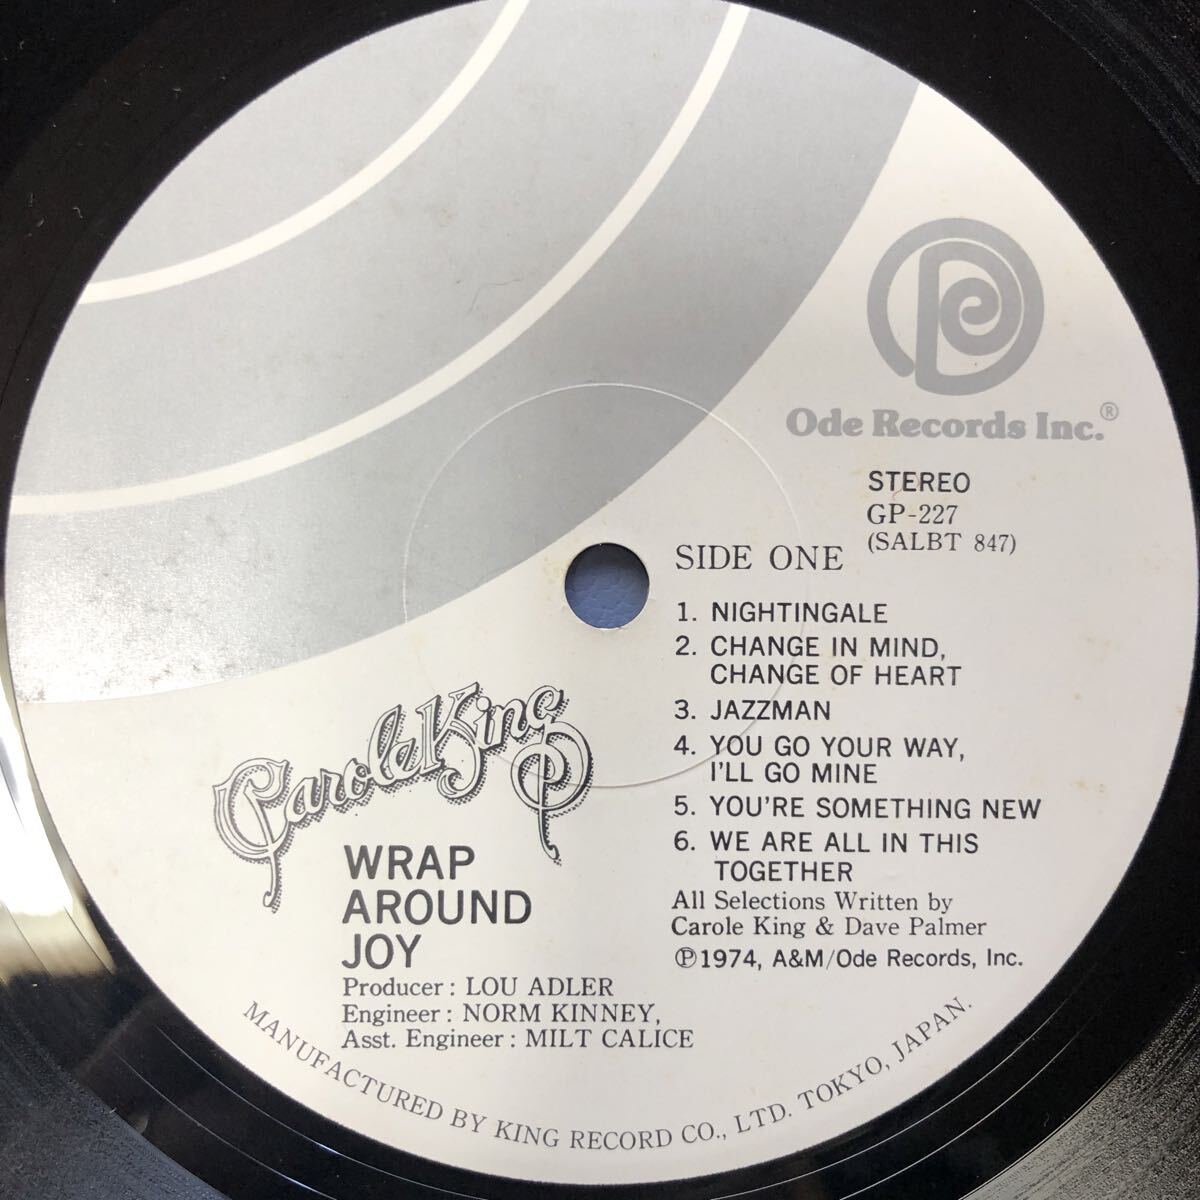 Ode Records Inc.®
STEREO
GP-227
(SALBT 847)
SIDE ONE
1. NIGHTINGALE
2. CHANGE IN MIND,
CHANGE OF HEART
3. JAZZMAN
4. YOU GO YOUR WAY,
I'LL GO MINE
5. YOU'RE SOMETHING NEW
6. WE ARE ALL IN THIS
TOGETHER
All Selections Written by
Carole King & Dave Palmer
℗1974, A&M/Ode Records, Inc.
Carole King
WRAP
AROUND
JOY
Producer : LOU ADLER
Engineer : NORM KINNEY,
Asst. Engineer : MILT CALICE
MANUFACTURED BY KING RECORD CO., LTD. TOKYO, JAPAN.